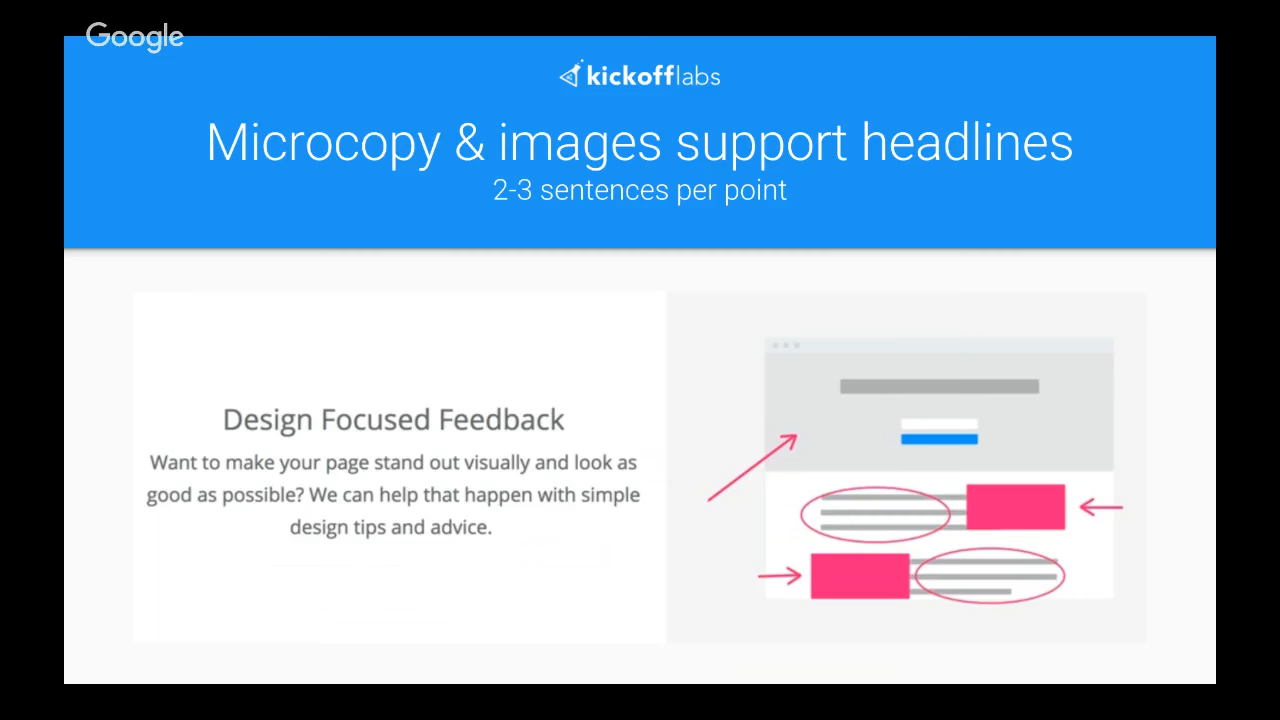 Google
kickofflabs
Microcopy & images support headlines
2-3 sentences per point
Design Focused Feedback
Want to make your page stand out visually and look as
good as possible? We can help that happen with simple
design tips and advice.